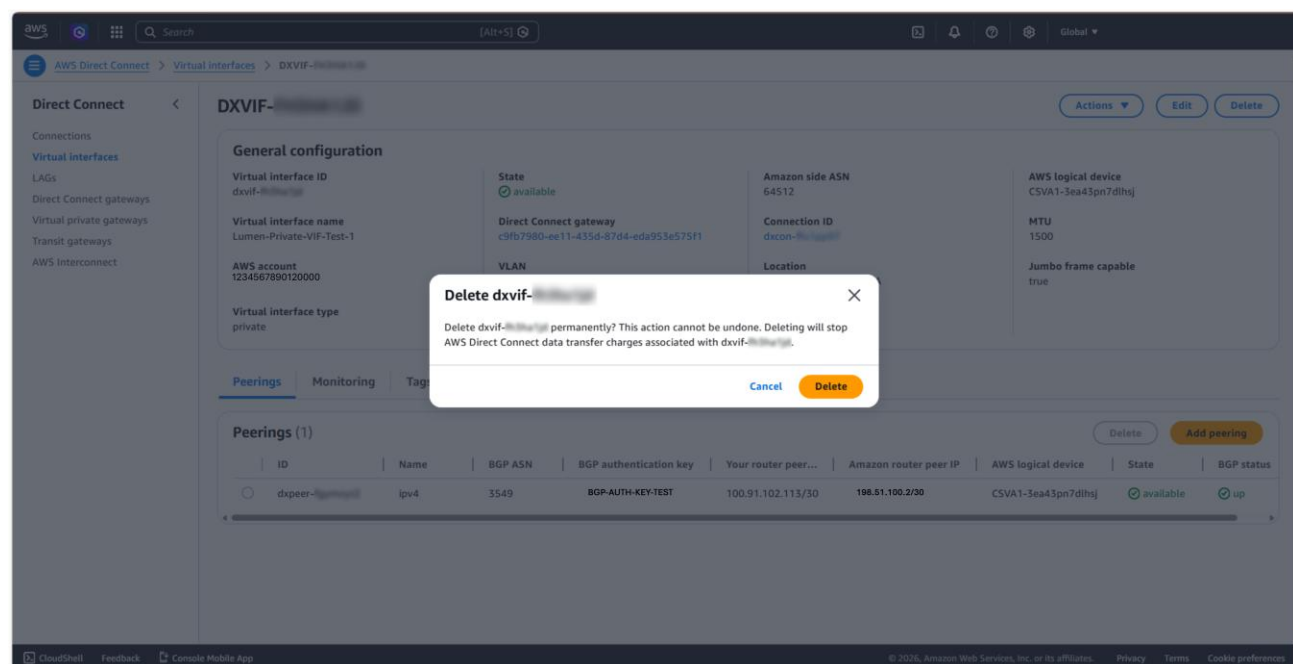 aws
Search
[Alt+S]
Global ▼
AWS Direct Connect > Virtual interfaces > DXVIF-
Direct Connect
Connections
Virtual interfaces
LAGs
Direct Connect gateways
Virtual private gateways
Transit gateways
AWS Interconnect
DXVIF-
Actions ▼
Edit
Delete
General configuration
Virtual interface ID
dxvif-
State
available
Amazon side ASN
64512
AWS logical device
CSVA1-3ea43pn7dlhsj
Virtual interface name
Lumen-Private-VIF-Test-1
Direct Connect gateway
c9fb7980-ee11-435d-87d4-eda953e575f1
Connection ID
dxcon-
MTU
1500
AWS account
1234567890120000
VLAN
Location
Jumbo frame capable
true
Virtual interface type
private
Delete dxvif-
Delete dxvif- permanently? This action cannot be undone. Deleting will stop
AWS Direct Connect data transfer charges associated with dxvif- .
Cancel
Delete
Peerings
Monitoring
Peerings (1)
Delete
Add peering
ID Name BGP ASN BGP authentication key Your router peer... Amazon router peer IP AWS logical device State BGP status
dxpeer- ipv4 3549 BGP-AUTH-KEY-TEST 100.91.102.113/30 198.51.100.2/30 CSVA1-3ea43pn7dlhsj available up
CloudShell Feedback Console Mobile App
© 2026, Amazon Web Services, Inc. or its affiliates. Privacy Terms Cookie preferences